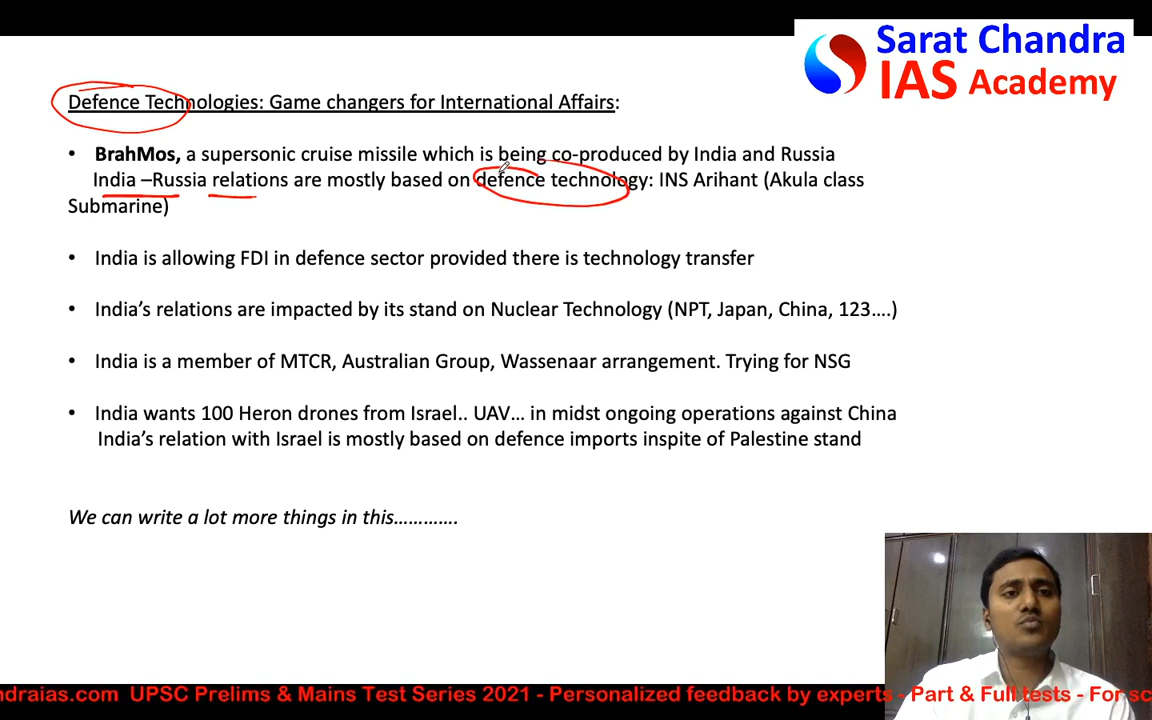 Sarat Chandra
IAS Academy
Defence Technologies: Game changers for International Affairs:
• BrahMos, a supersonic cruise missile which is being co-produced by India and Russia
India –Russia relations are mostly based on defence technology: INS Arihant (Akula class
Submarine)
• India is allowing FDI in defence sector provided there is technology transfer
• India’s relations are impacted by its stand on Nuclear Technology (NPT, Japan, China, 123....)
• India is a member of MTCR, Australian Group, Wassenaar arrangement. Trying for NSG
• India wants 100 Heron drones from Israel.. UAV... in midst ongoing operations against China
India’s relation with Israel is mostly based on defence imports inspite of Palestine stand
We can write a lot more things in this………….
ndraias.com UPSC Prelims & Mains Test Series 2021 - Personalized feedback by experts - Part & Full tests - For sc